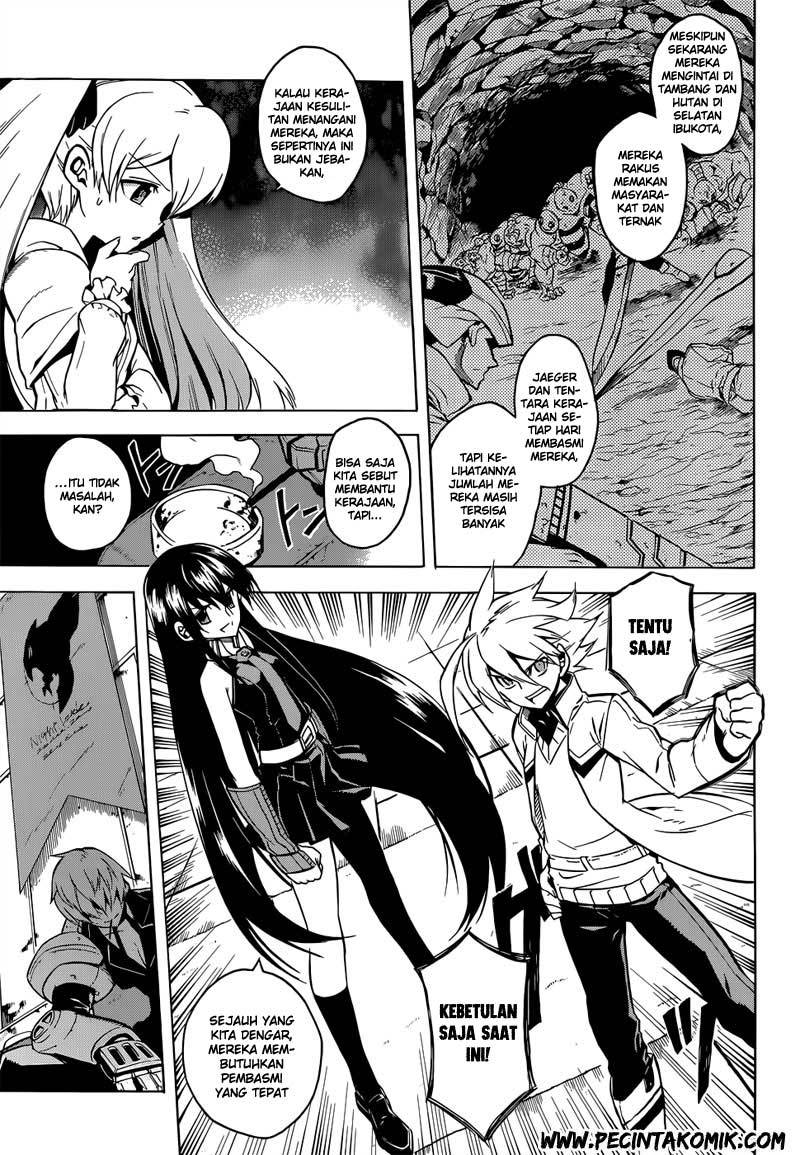 MESKIPUN
SEKARANG
MEREKA
MENGINTAI DI
TAMBANG DAN
HUTAN DI
SELATAN
IBUKOTA,
MEREKA
RAKUS
MEMAKAN
MASYARA-
KAT DAN
TERNAK
JAEGER DAN TEN-
TARA KERA-
JAAN SE-
TIAP HARI
MEMBASMI
MEREKA,
TAPI KE-
LIHATANNYA
JUMLAH ME-
REKA MASIH
TERSISA
BANYAK
KALAU KERA-
JAAN KESULI-
TAN MENANGANI
MEREKA, MAKA
SEPERTINYA INI
BUKAN JEBA-
KAN,
BISA SAJA
KITA SEBUT
MEMBANTU
KERAJAAN,
TAPI...
...ITU TIDAK
MASALAH,
KAN?
TENTU
SAJA!
KEBETULAN
SAJA SAAT
INI!
SEJAUH YANG
KITA DENGAR,
MEREKA MEM-
BUTUHKAN
PEMBASMI
YANG TEPAT
WWW.PECINTAKOMIK.COM